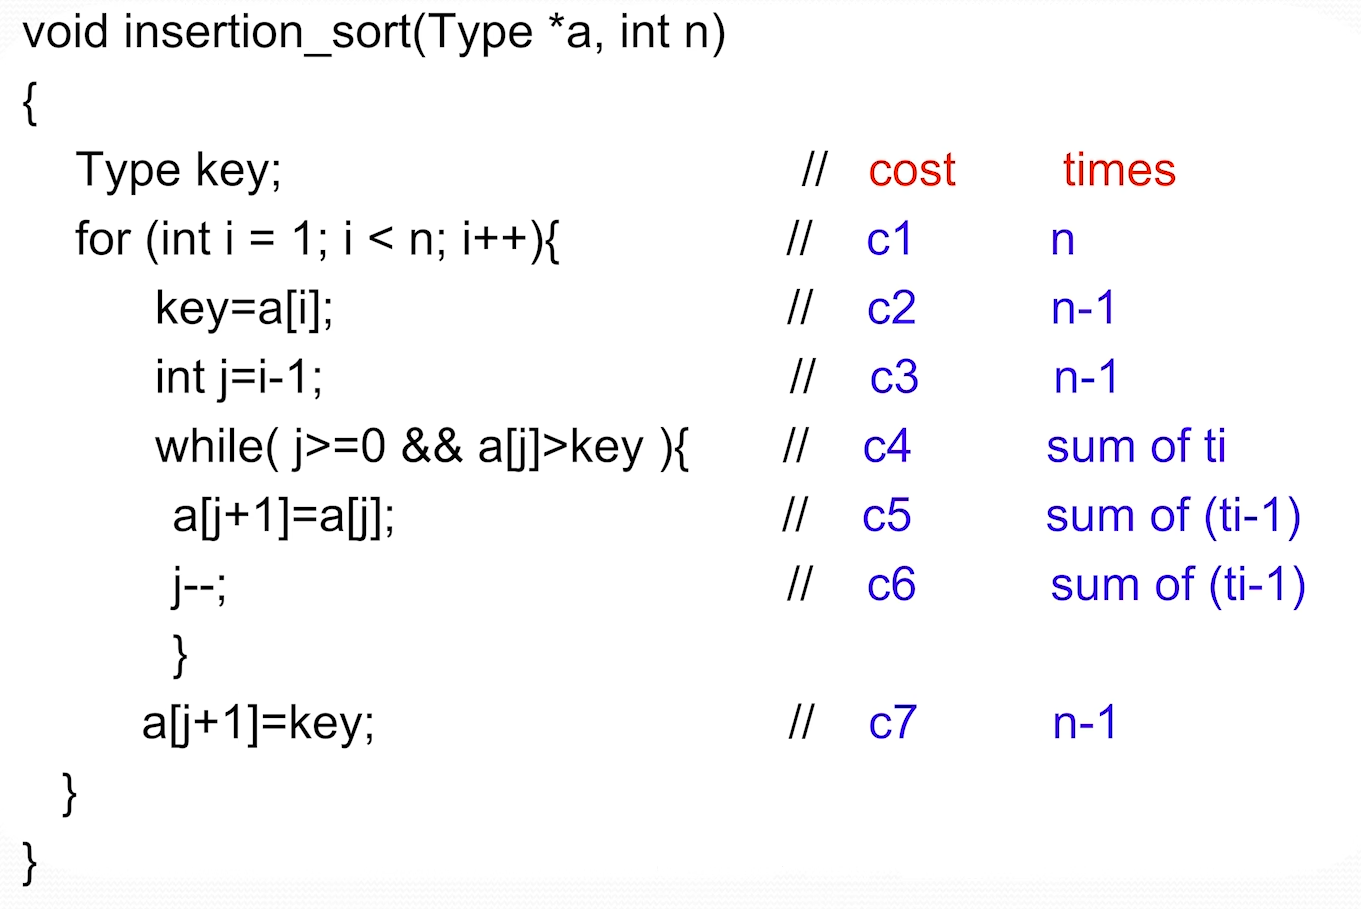 void insertion_sort(Type *a, int n)
{
Type key; // cost times
for (int i = 1; i < n; i++){ // c1 n
key=a[i]; // c2 n-1
int j=i-1; // c3 n-1
while( j>=0 && a[j]>key ){ // c4 sum of ti
a[j+1]=a[j]; // c5 sum of (ti-1)
j--; // c6 sum of (ti-1)
}
a[j+1]=key; // c7 n-1
}
}